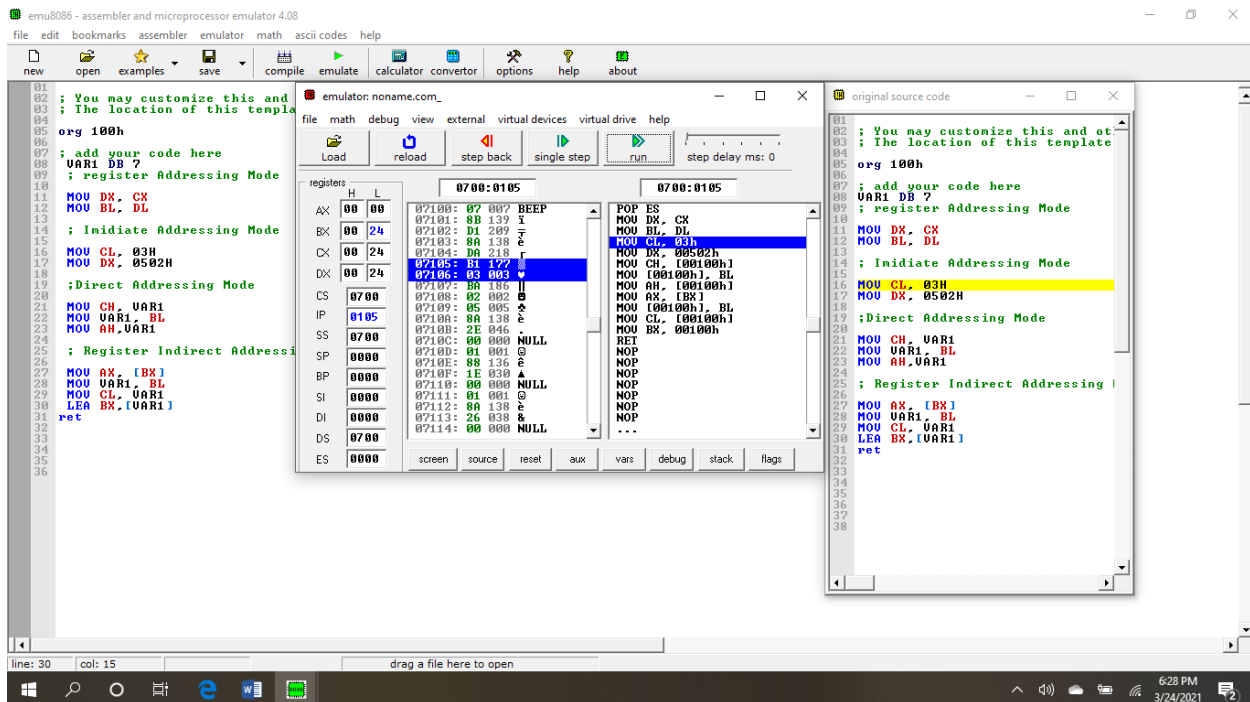 emu8086 - assembler and microprocessor emulator 4.08
file edit bookmarks assembler emulator math ascii codes help
new open examples save compile emulate calculator convertor options help about
01
02 ; You may customize this and
03 ; The location of this templa
04
05 org 100h
06
07 ; add your code here
08 VAR1 DB 7
09 ; register Addressing Mode
10
11 MOV DX, CX
12 MOV BL, DL
13
14 ; Imidiate Addressing Mode
15
16 MOV CL, 03H
17 MOV DX, 0502H
18
19 ;Direct Addressing Mode
20
21 MOV CH, VAR1
22 MOV VAR1, BL
23 MOV AH,VAR1
24
25 ; Register Indirect Addressi
26
27 MOV AX, [BX]
28 MOV VAR1, BL
29 MOV CL, VAR1
30 LEA BX,[VAR1]
31 ret
32
33
34
35
36
emulator: noname.com_
file math debug view external virtual devices virtual drive help
Load reload step back single step run step delay ms: 0
registers
H L
AX 00 00
BX 00 24
CX 00 24
DX 00 24
CS 0700
IP 0105
SS 0700
SP 0000
BP 0000
SI 0000
DI 0000
DS 0700
ES 0000
0700:0105
07100: 07 007 BEEP
07101: 8B 139 ï
07102: D1 209 ╤
07103: 8A 138 è
07104: DA 218 ┌
07105: B1 177 ▒
07106: 03 003 ♥
07107: BA 186 ║
07108: 02 002 ☻
07109: 05 005 ♣
0710A: 8A 138 è
0710B: 2E 046 .
0710C: 00 000 NULL
0710D: 01 001 ☺
0710E: 88 136 ê
0710F: 1E 030 ▲
07110: 00 000 NULL
07111: 01 001 ☺
07112: 8A 138 è
07113: 26 038 &
07114: 00 000 NULL
0700:0105
POP ES
MOV DX, CX
MOV BL, DL
MOV CL, 03h
MOV DX, 00502h
MOV CH, [00100h]
MOV [00100h], BL
MOV AH, [00100h]
MOV AX, [BX]
MOV [00100h], BL
MOV CL, [00100h]
MOV BX, 00100h
RET
NOP
NOP
NOP
NOP
NOP
NOP
NOP
...
screen source reset aux vars debug stack flags
original source code
01
02 ; You may customize this and ot
03 ; The location of this template
04
05 org 100h
06
07 ; add your code here
08 VAR1 DB 7
09 ; register Addressing Mode
10
11 MOV DX, CX
12 MOV BL, DL
13
14 ; Imidiate Addressing Mode
15
16 MOV CL, 03H
17 MOV DX, 0502H
18
19 ;Direct Addressing Mode
20
21 MOV CH, VAR1
22 MOV VAR1, BL
23 MOV AH,VAR1
24
25 ; Register Indirect Addressing
26
27 MOV AX, [BX]
28 MOV VAR1, BL
29 MOV CL, VAR1
30 LEA BX,[VAR1]
31 ret
32
33
34
35
36
37
38
line: 30 col: 15 drag a file here to open
6:28 PM
3/24/2021
2